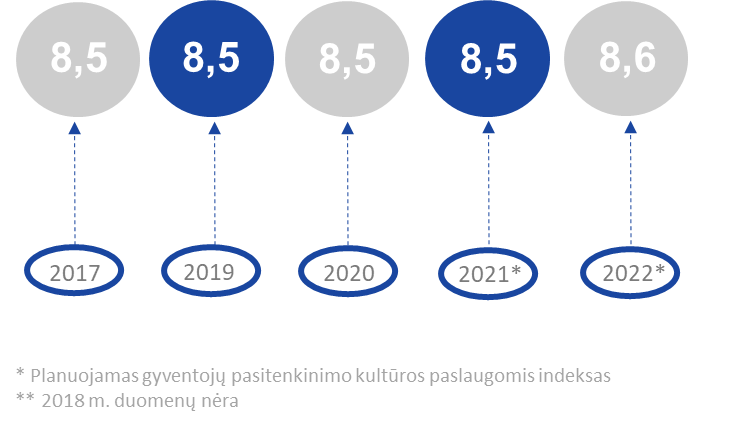 8,5 8,5 8,5 8,5 8,6
2017 2019 2020 2021* 2022*
* Planuojamas gyventojų pasitenkinimo kultūros paslaugomis indeksas
** 2018 m. duomenų nėra